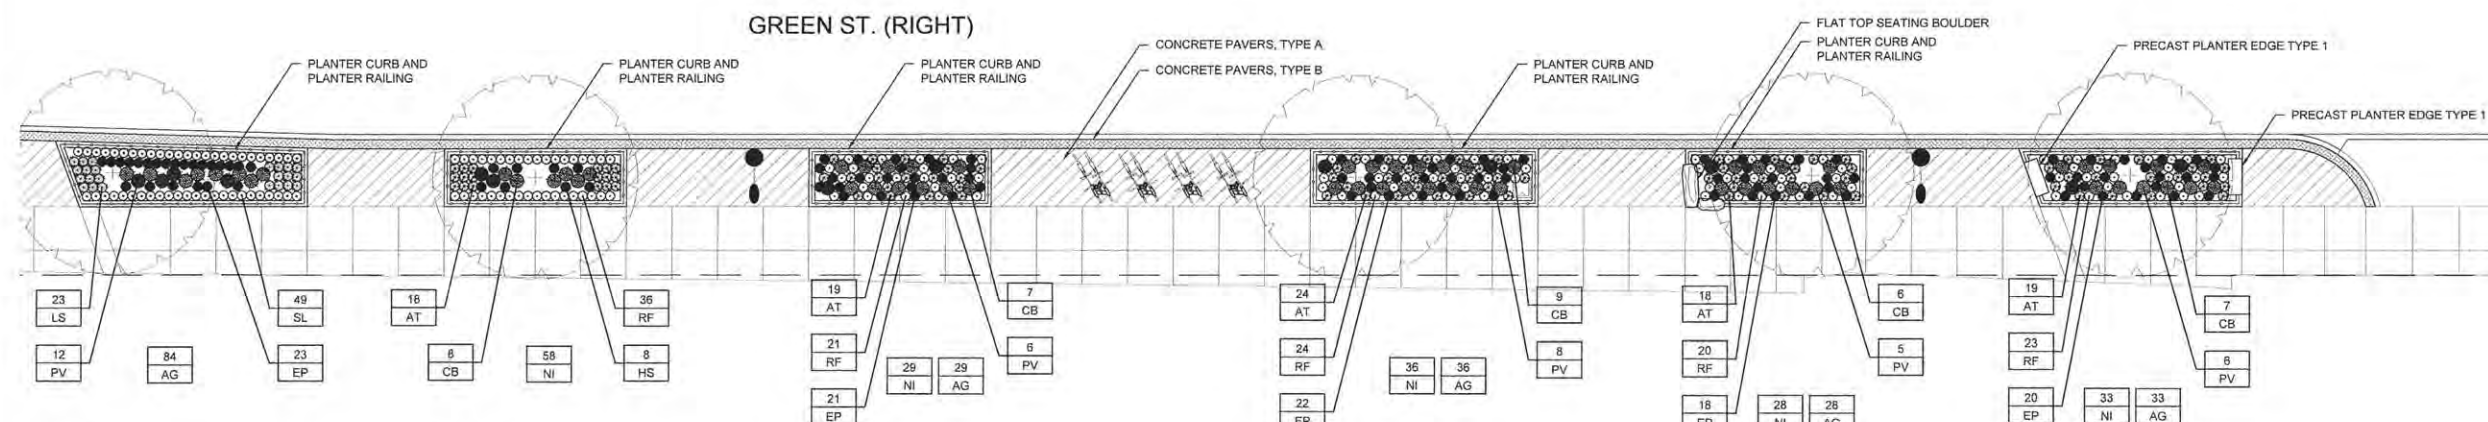 GREEN ST. (RIGHT)
PLANTER CURB AND
PLANTER RAILING
PLANTER CURB AND
PLANTER RAILING
PLANTER CURB AND
PLANTER RAILING
CONCRETE PAVERS, TYPE A
CONCRETE PAVERS, TYPE B
PLANTER CURB AND
PLANTER RAILING
FLAT TOP SEATING BOULDER
PLANTER CURB AND
PLANTER RAILING
PRECAST PLANTER EDGE TYPE 1
PRECAST PLANTER EDGE TYPE 1
23
LS
49
SL
12
PV
84
AG
23
EP
18
AT
36
RF
6
CB
58
NI
8
HS
19
AT
7
CB
21
RF
6
PV
29
NI
29
AG
21
EP
24
AT
9
CB
24
RF
8
PV
36
NI
36
AG
22
EP
18
AT
6
CB
20
RF
5
PV
18
EP
28
NI
28
AG
19
AT
7
CB
23
RF
6
PV
20
EP
33
NI
33
AG